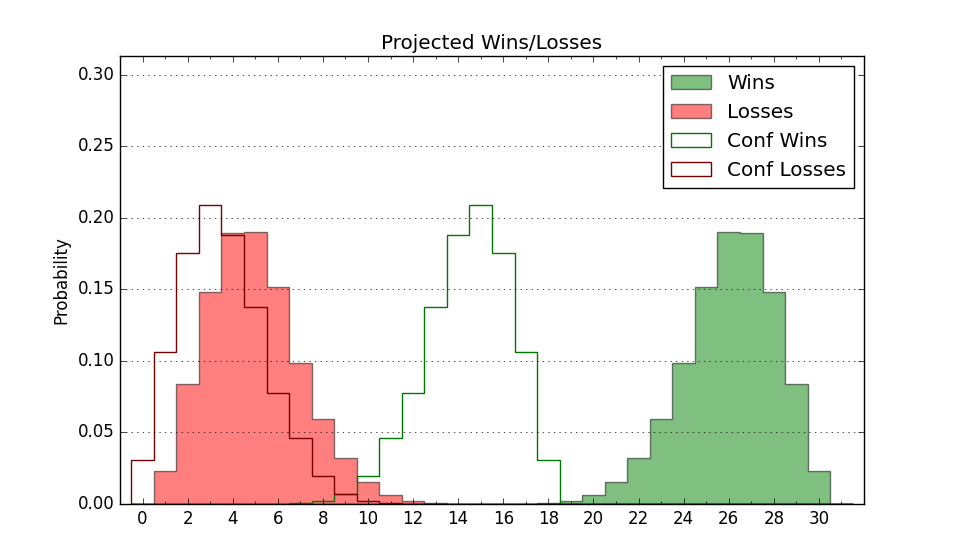 Projected Wins/Losses
0.30
0.25
0.20
0.15
0.10
0.05
0.00
Probability
Wins
Losses
Conf Wins
Conf Losses
0 2 4 6 8 10 12 14 16 18 20 22 24 26 28 30